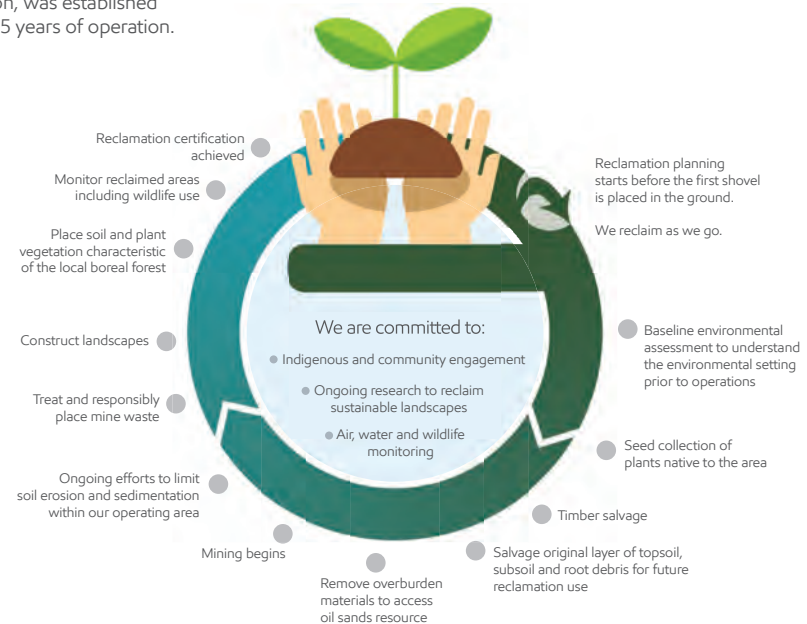 on, was established
5 years of operation.
Reclamation planning
starts before the first shovel
is placed in the ground.
We reclaim as we go.
Baseline environmental
assessment to understand
the environmental setting
prior to operations
Seed collection of
plants native to the area
Timber salvage
Salvage original layer of topsoil,
subsoil and root debris for future
reclamation use
Remove overburden
materials to access
oil sands resource
Mining begins
Ongoing efforts to limit
soil erosion and sedimentation
within our operating area
Treat and responsibly
place mine waste
Construct landscapes
Place soil and plant
vegetation characteristic
of the local boreal forest
Monitor reclaimed areas
including wildlife use
Reclamation certification
achieved
We are committed to:
Indigenous and community engagement
Ongoing research to reclaim
sustainable landscapes
Air, water and wildlife
monitoring